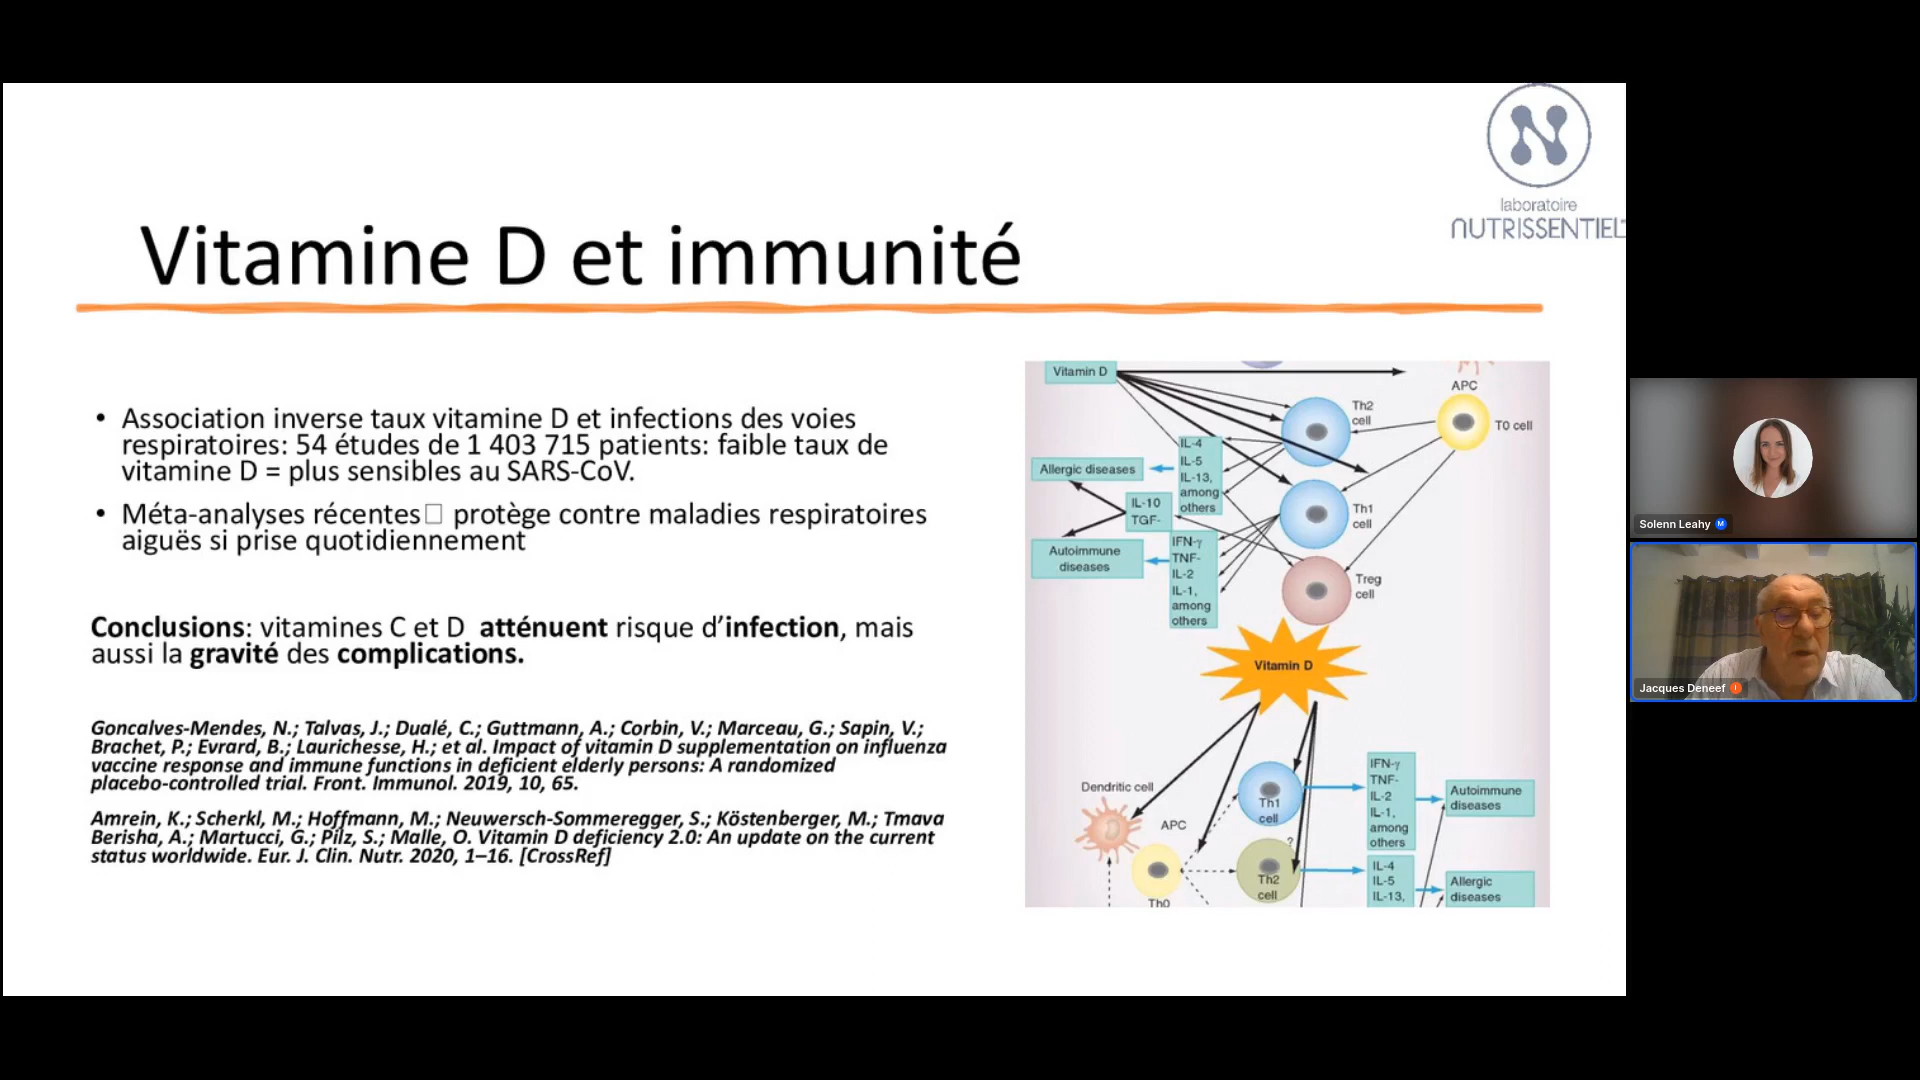 laboratoire
NUTRISSENTIEL
Vitamine D et immunité
• Association inverse taux vitamine D et infections des voies
respiratoires: 54 études de 1 403 715 patients: faible taux de
vitamine D = plus sensibles au SARS-CoV.
• Méta-analyses récentes□ protège contre maladies respiratoires
aiguës si prise quotidiennement
Conclusions: vitamines C et D atténuent risque d’infection, mais
aussi la gravité des complications.
Goncalves-Mendes, N.; Talvas, J.; Dualé, C.; Guttmann, A.; Corbin, V.; Marceau, G.; Sapin, V.;
Brachet, P.; Evrard, B.; Laurichesse, H.; et al. Impact of vitamin D supplementation on influenza
vaccine response and immune functions in deficient elderly persons: A randomized
placebo-controlled trial. Front. Immunol. 2019, 10, 65.
Amrein, K.; Scherkl, M.; Hoffmann, M.; Neuwersch-Sommeregger, S.; Köstenberger, M.; Tmava
Berisha, A.; Martucci, G.; Pilz, S.; Malle, O. Vitamin D deficiency 2.0: An update on the current
status worldwide. Eur. J. Clin. Nutr. 2020, 1–16. [CrossRef]
Vitamin D
APC
Th2
cell
T0 cell
IL-4
IL-5
IL-13,
among
others
Allergic diseases
IL-10
TGF-
Th1
cell
Autoimmune
diseases
IFN-γ
TNF-
IL-2
IL-1,
among
others
Treg
cell
Vitamin D
Dendritic cell
APC
Th1
cell
IFN-γ
TNF-
IL-2
IL-1,
among
others
Autoimmune
diseases
?
Th2
cell
IL-4
IL-5
IL-13,
Allergic
diseases
Th0
Solenn Leahy M
Jacques Deneef I